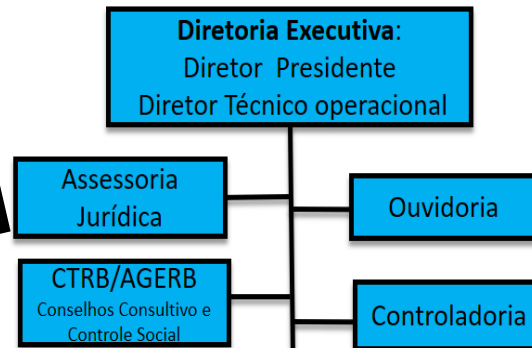 Diretoria Executiva:
Diretor Presidente
Diretor Técnico operacional
Assessoria
Jurídica
Ouvidoria
CTRB/AGERB
Conselhos Consultivo e
Controle Social
Controladoria